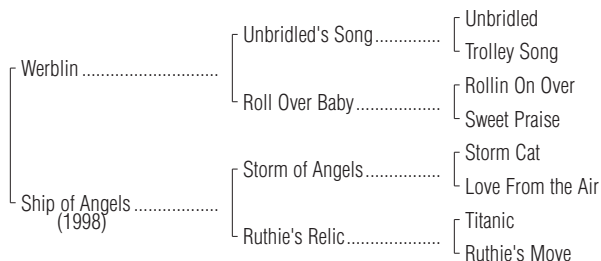 Unbridled
Unbridled's Song...............
Trolley Song
Werblin ............................
Rollin On Over
Roll Over Baby...................
Sweet Praise
Storm Cat
Storm of Angels.................
Love From the Air
Ship of Angels .................
(1998)
Titanic
Ruthie's Relic.....................
Ruthie's Move